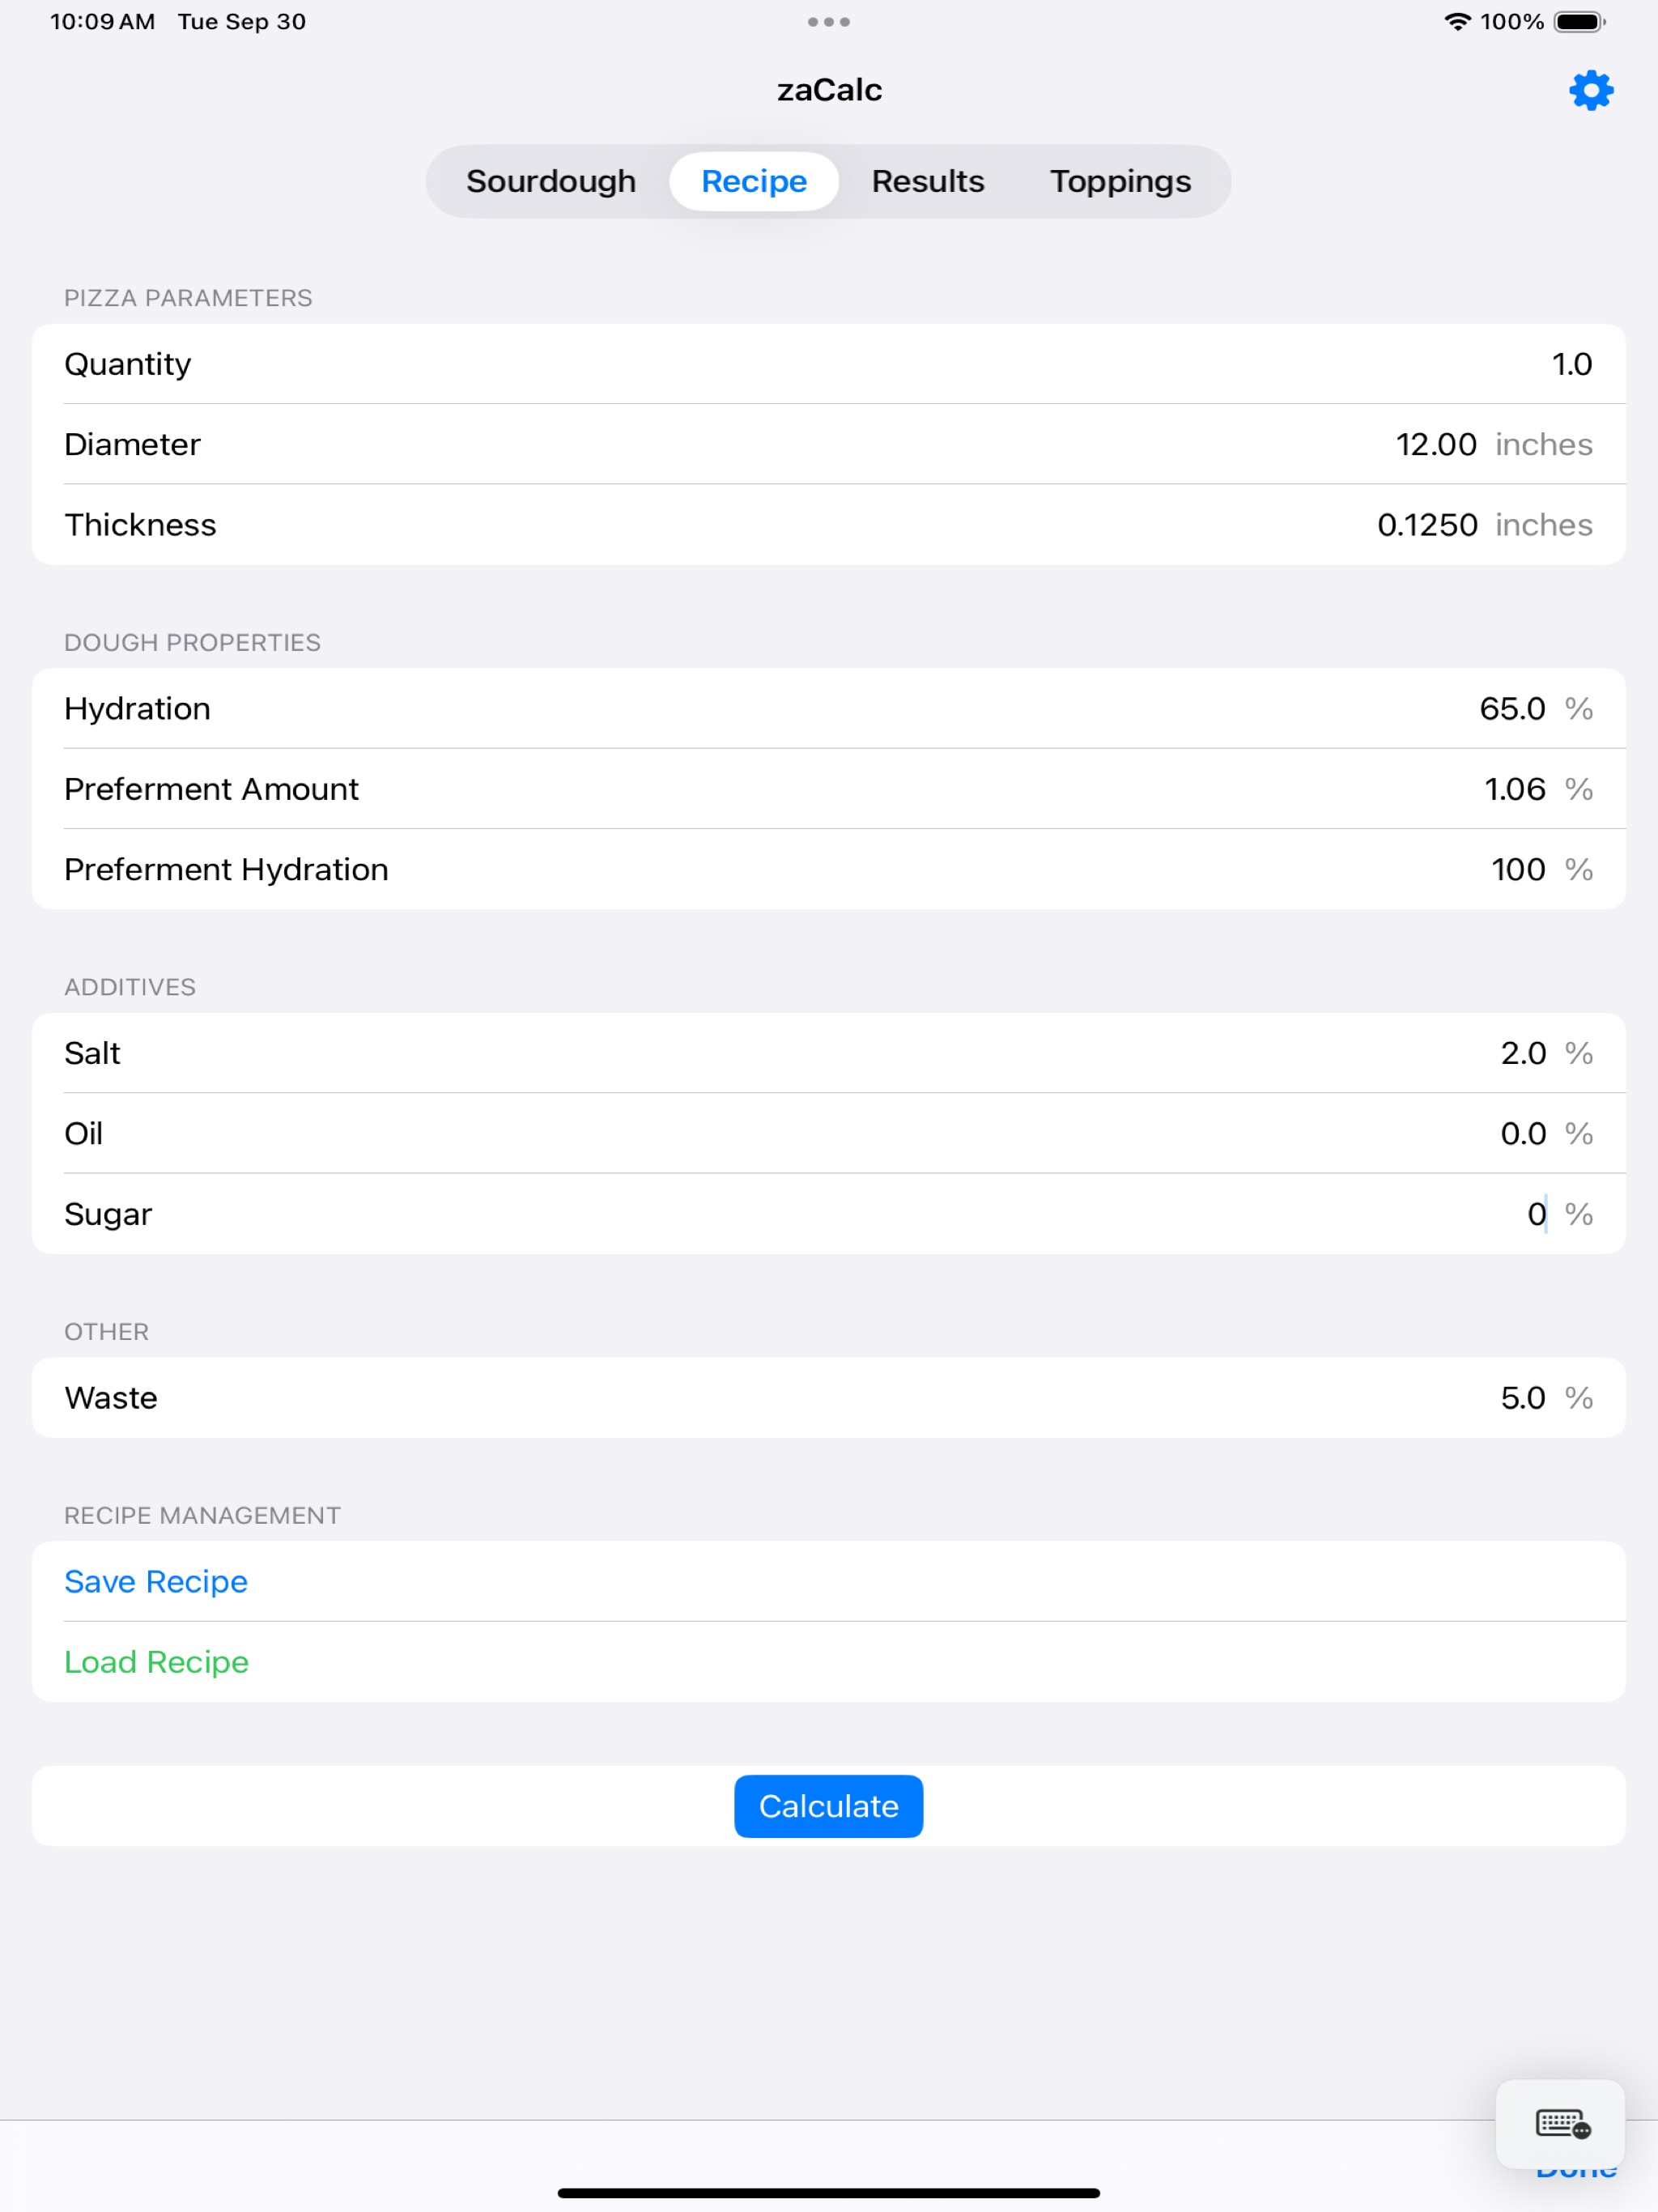 10:09 AM Tue Sep 30
100%
zaCalc
Sourdough Recipe Results Toppings
PIZZA PARAMETERS
Quantity 1.0
Diameter 12.00 inches
Thickness 0.1250 inches
DOUGH PROPERTIES
Hydration 65.0 %
Preferment Amount 1.06 %
Preferment Hydration 100 %
ADDITIVES
Salt 2.0 %
Oil 0.0 %
Sugar 0 %
OTHER
Waste 5.0 %
RECIPE MANAGEMENT
Save Recipe
Load Recipe
Calculate
Done